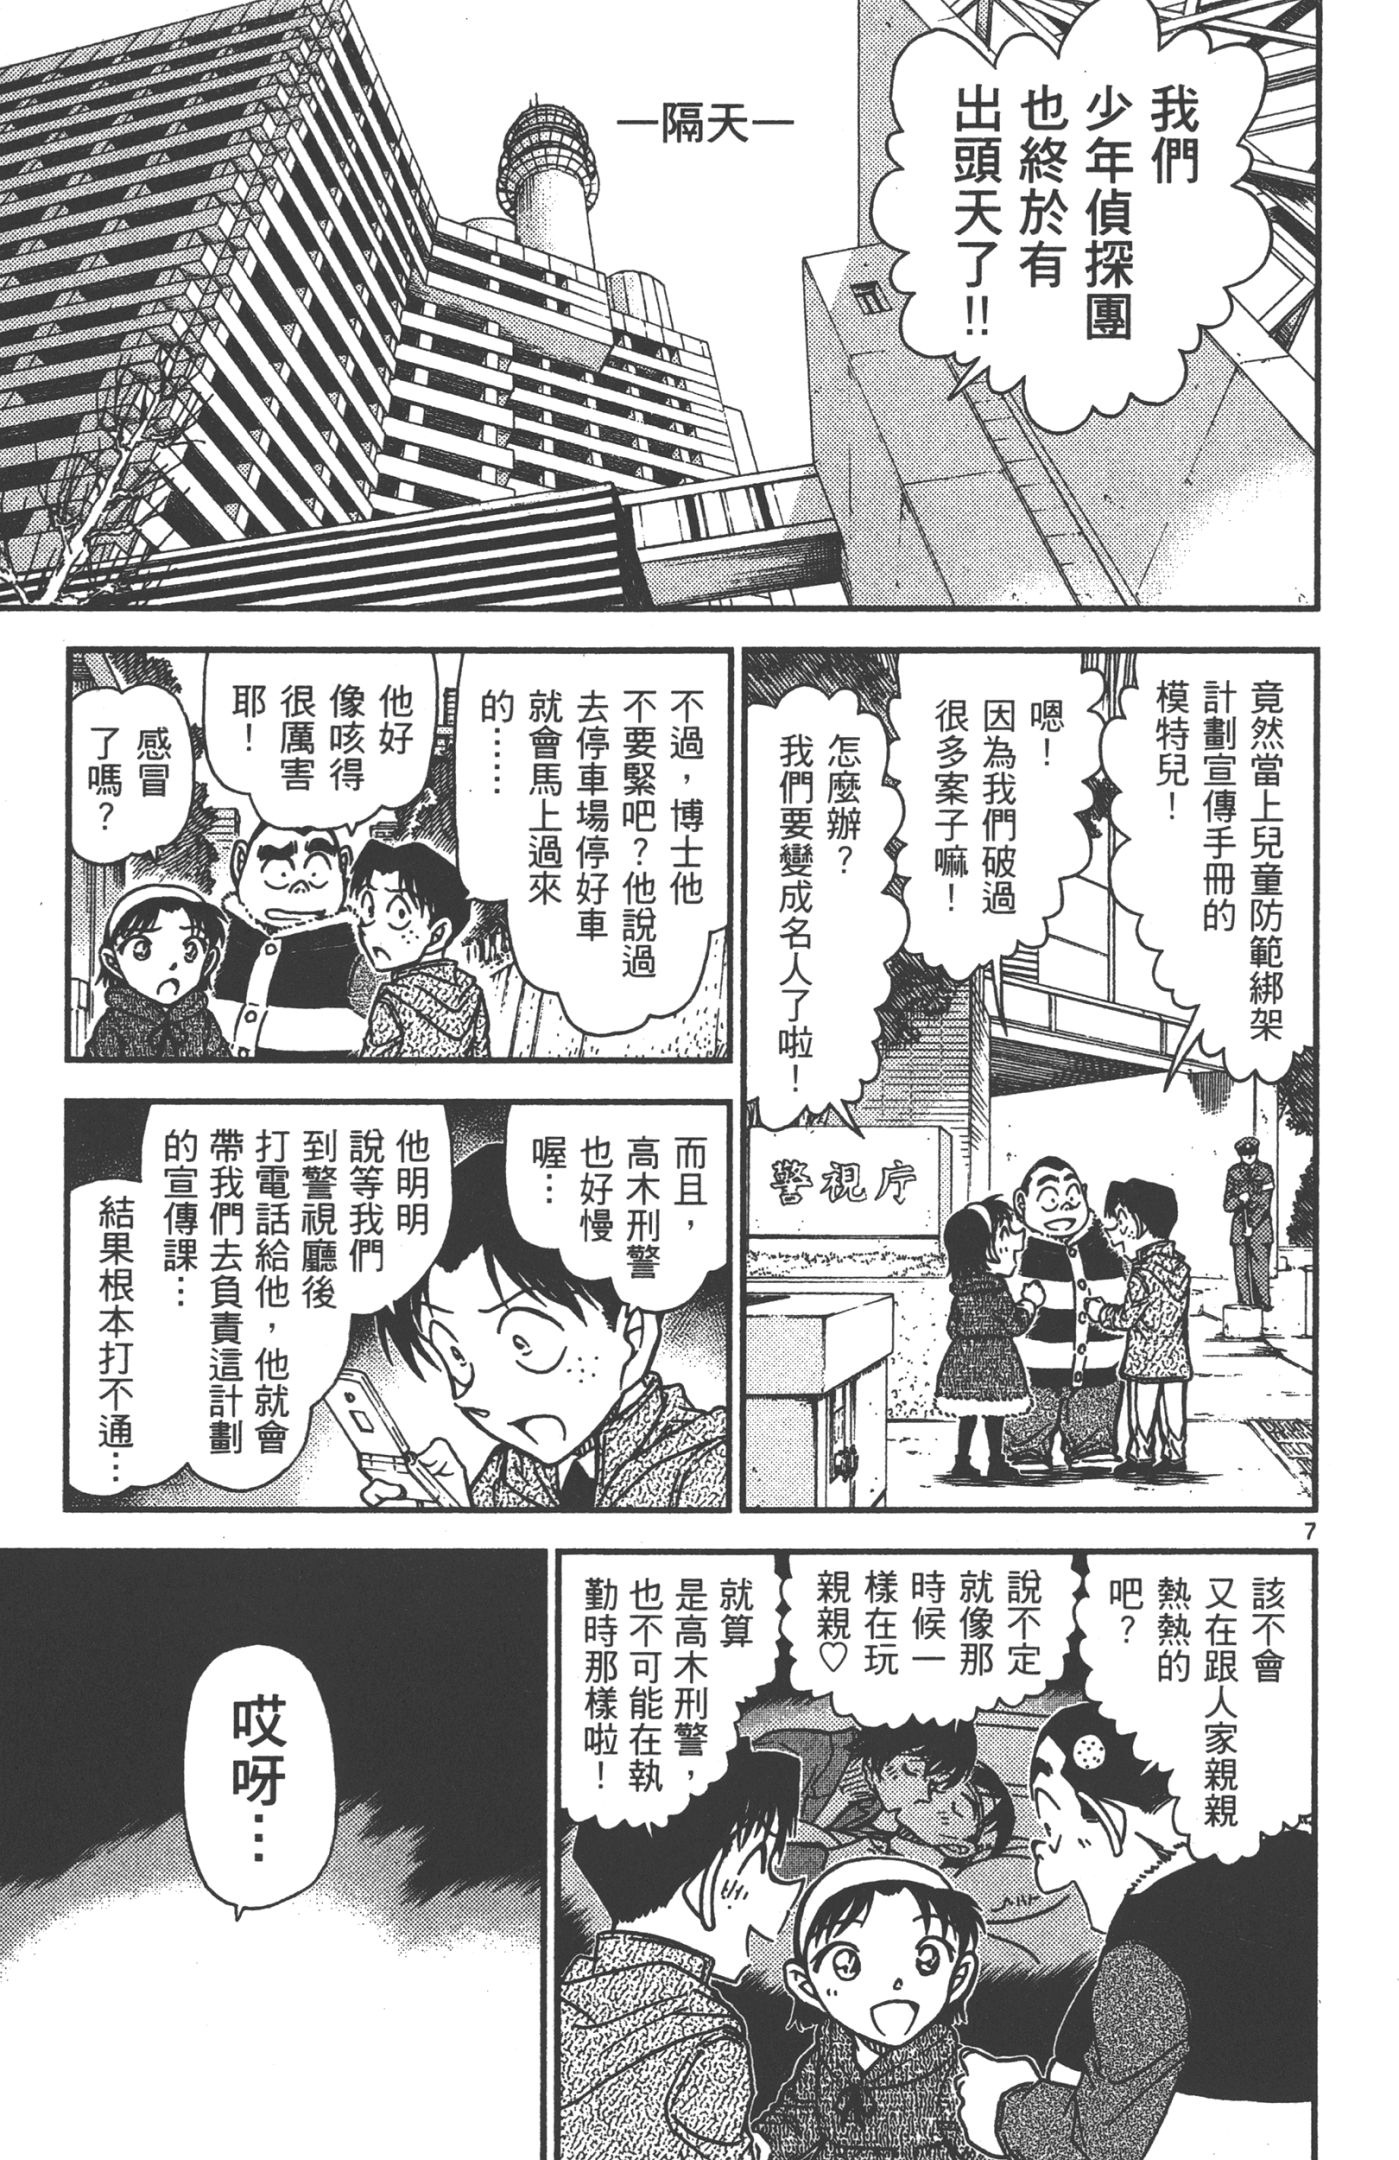 我們
少年偵探團
也終於有
出頭天了!!
—隔天—
竟然當上兒童防範綁架
計劃宣傳手冊的
模特兒！
嗯！
因為我們破過
很多案子嘛！
怎麼辦？
我們要變成名人了啦！
警視庁
不過，博士他
不要緊吧？他說過
去停車場停好車
就會馬上過來
的……
他好
像咳得
很厲害
耶！
感冒
了嗎？
而且，
高木刑警
也好慢
喔…
他明明
說等我們
到警視廳後
打電話給他，他就會
帶我們去負責這計劃
的宣傳課…
結果根本打不通…
7
該不會
又在跟人家親親
熱熱的
吧？
說不定
就像那
時候一
樣在玩
親親♡
就算
是高木刑警，
也不可能在執
勤時那樣啦！
哎呀…